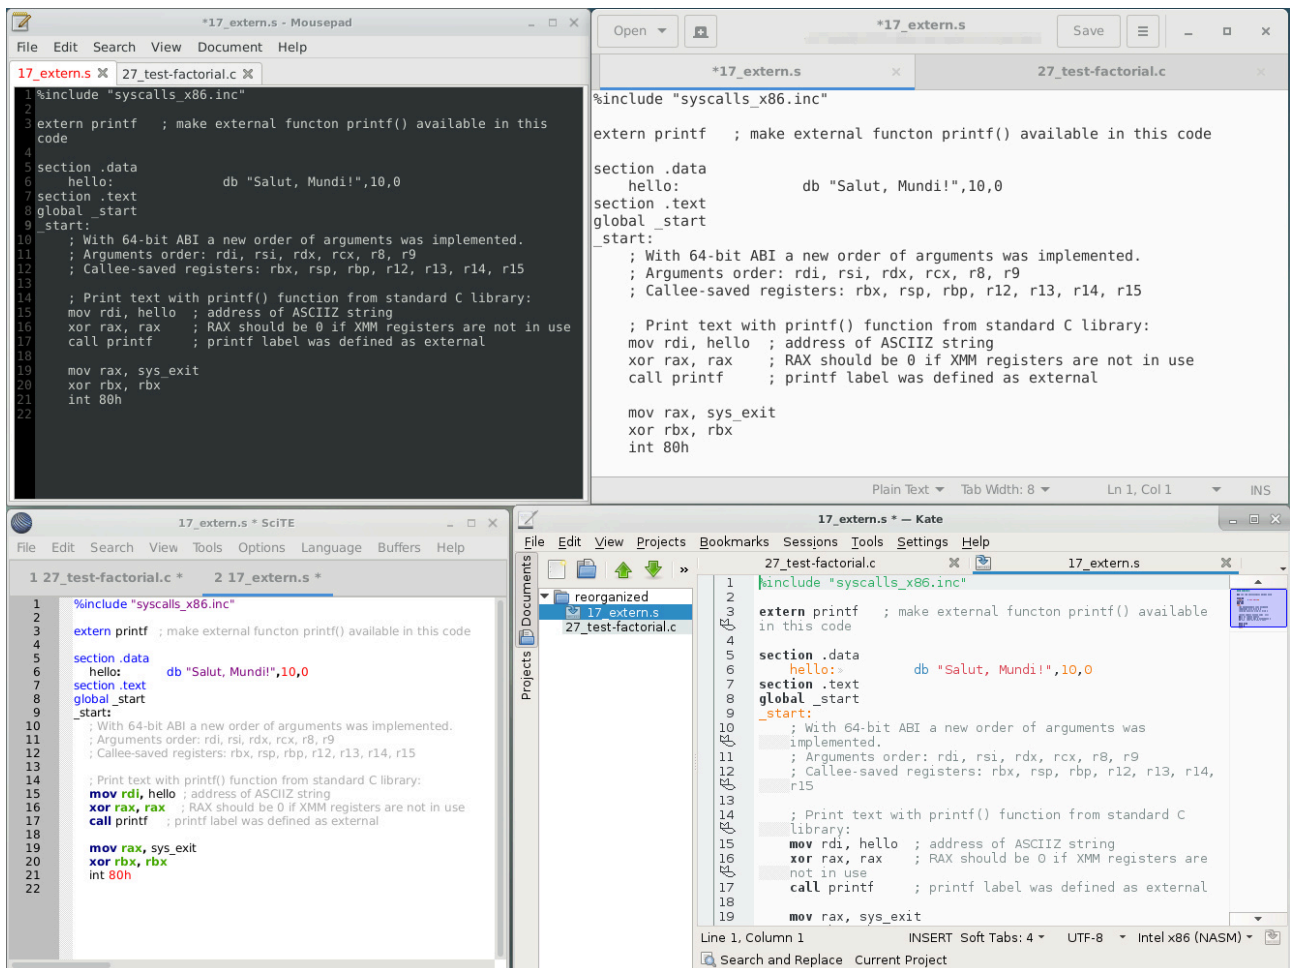 *17_extern.s - Mousepad
File Edit Search View Document Help
17_extern.s 27_test-factorial.c
1 %include "syscalls_x86.inc"
2
3 extern printf   ; make external functon printf() available in this
code
4
5 section .data
6     hello:              db "Salut, Mundi!",10,0
7 section .text
8 global _start
9 _start:
10     ; With 64-bit ABI a new order of arguments was implemented.
11     ; Arguments order: rdi, rsi, rdx, rcx, r8, r9
12     ; Callee-saved registers: rbx, rsp, rbp, r12, r13, r14, r15
13
14     ; Print text with printf() function from standard C library:
15     mov rdi, hello  ; address of ASCIIZ string
16     xor rax, rax    ; RAX should be 0 if XMM registers are not in use
17     call printf     ; printf label was defined as external
18
19     mov rax, sys_exit
20     xor rbx, rbx
21     int 80h
22
Open *17_extern.s Save
*17_extern.s 27_test-factorial.c
%include "syscalls_x86.inc"

extern printf   ; make external functon printf() available in this code

section .data
    hello:              db "Salut, Mundi!",10,0
section .text
global _start
_start:
    ; With 64-bit ABI a new order of arguments was implemented.
    ; Arguments order: rdi, rsi, rdx, rcx, r8, r9
    ; Callee-saved registers: rbx, rsp, rbp, r12, r13, r14, r15

    ; Print text with printf() function from standard C library:
    mov rdi, hello  ; address of ASCIIZ string
    xor rax, rax    ; RAX should be 0 if XMM registers are not in use
    call printf     ; printf label was defined as external

    mov rax, sys_exit
    xor rbx, rbx
    int 80h
Plain Text Tab Width: 8 Ln 1, Col 1 INS
17_extern.s * SciTE
File Edit Search View Tools Options Language Buffers Help
1 27_test-factorial.c * 2 17_extern.s *
1 %include "syscalls_x86.inc"
2
3 extern printf   ; make external functon printf() available in this code
4
5 section .data
6     hello:          db "Salut, Mundi!",10,0
7 section .text
8 global _start
9 _start:
10     ; With 64-bit ABI a new order of arguments was implemented.
11     ; Arguments order: rdi, rsi, rdx, rcx, r8, r9
12     ; Callee-saved registers: rbx, rsp, rbp, r12, r13, r14, r15
13
14     ; Print text with printf() function from standard C library:
15     mov rdi, hello  ; address of ASCIIZ string
16     xor rax, rax    ; RAX should be 0 if XMM registers are not in use
17     call printf     ; printf label was defined as external
18
19     mov rax, sys_exit
20     xor rbx, rbx
21     int 80h
22
17_extern.s * — Kate
File Edit View Projects Bookmarks Sessions Tools Settings Help
Documents
Projects
»
reorganized
17_extern.s
27_test-factorial.c
27_test-factorial.c 17_extern.s
1 %include "syscalls_x86.inc"
2
3 extern printf   ; make external functon printf() available
in this code
4
5 section .data
6     hello:          db "Salut, Mundi!",10,0
7 section .text
8 global _start
9 _start:
10     ; With 64-bit ABI a new order of arguments was
implemented.
11     ; Arguments order: rdi, rsi, rdx, rcx, r8, r9
12     ; Callee-saved registers: rbx, rsp, rbp, r12, r13, r14,
r15
13
14     ; Print text with printf() function from standard C
library:
15     mov rdi, hello  ; address of ASCIIZ string
16     xor rax, rax    ; RAX should be 0 if XMM registers are
not in use
17     call printf     ; printf label was defined as external
18
19     mov rax, sys_exit
Line 1, Column 1 INSERT Soft Tabs: 4 UTF-8 Intel x86 (NASM)
Search and Replace Current Project